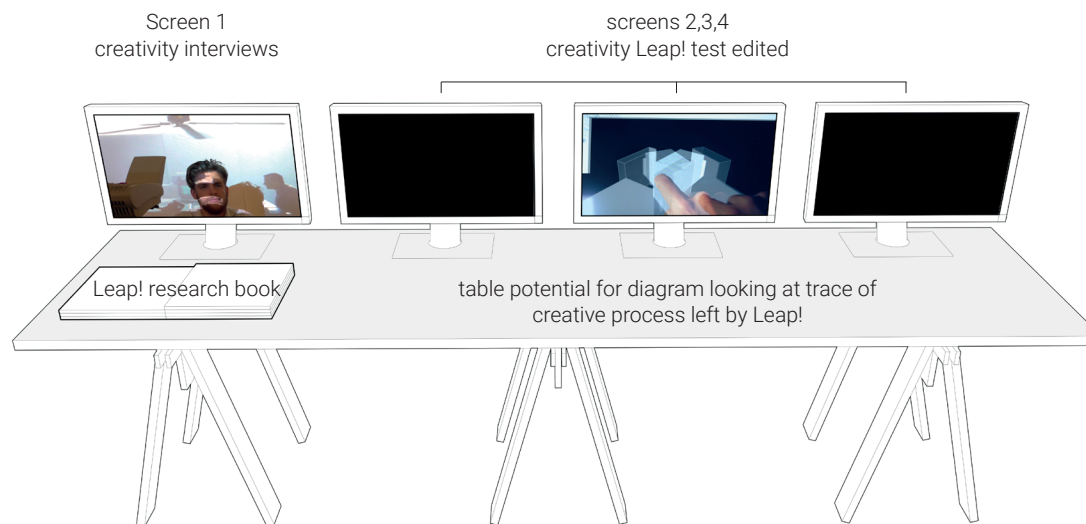 Screen 1
creativity interviews
screens 2,3,4
creativity Leap! test edited
Leap! research book
table potential for diagram looking at trace of
creative process left by Leap!